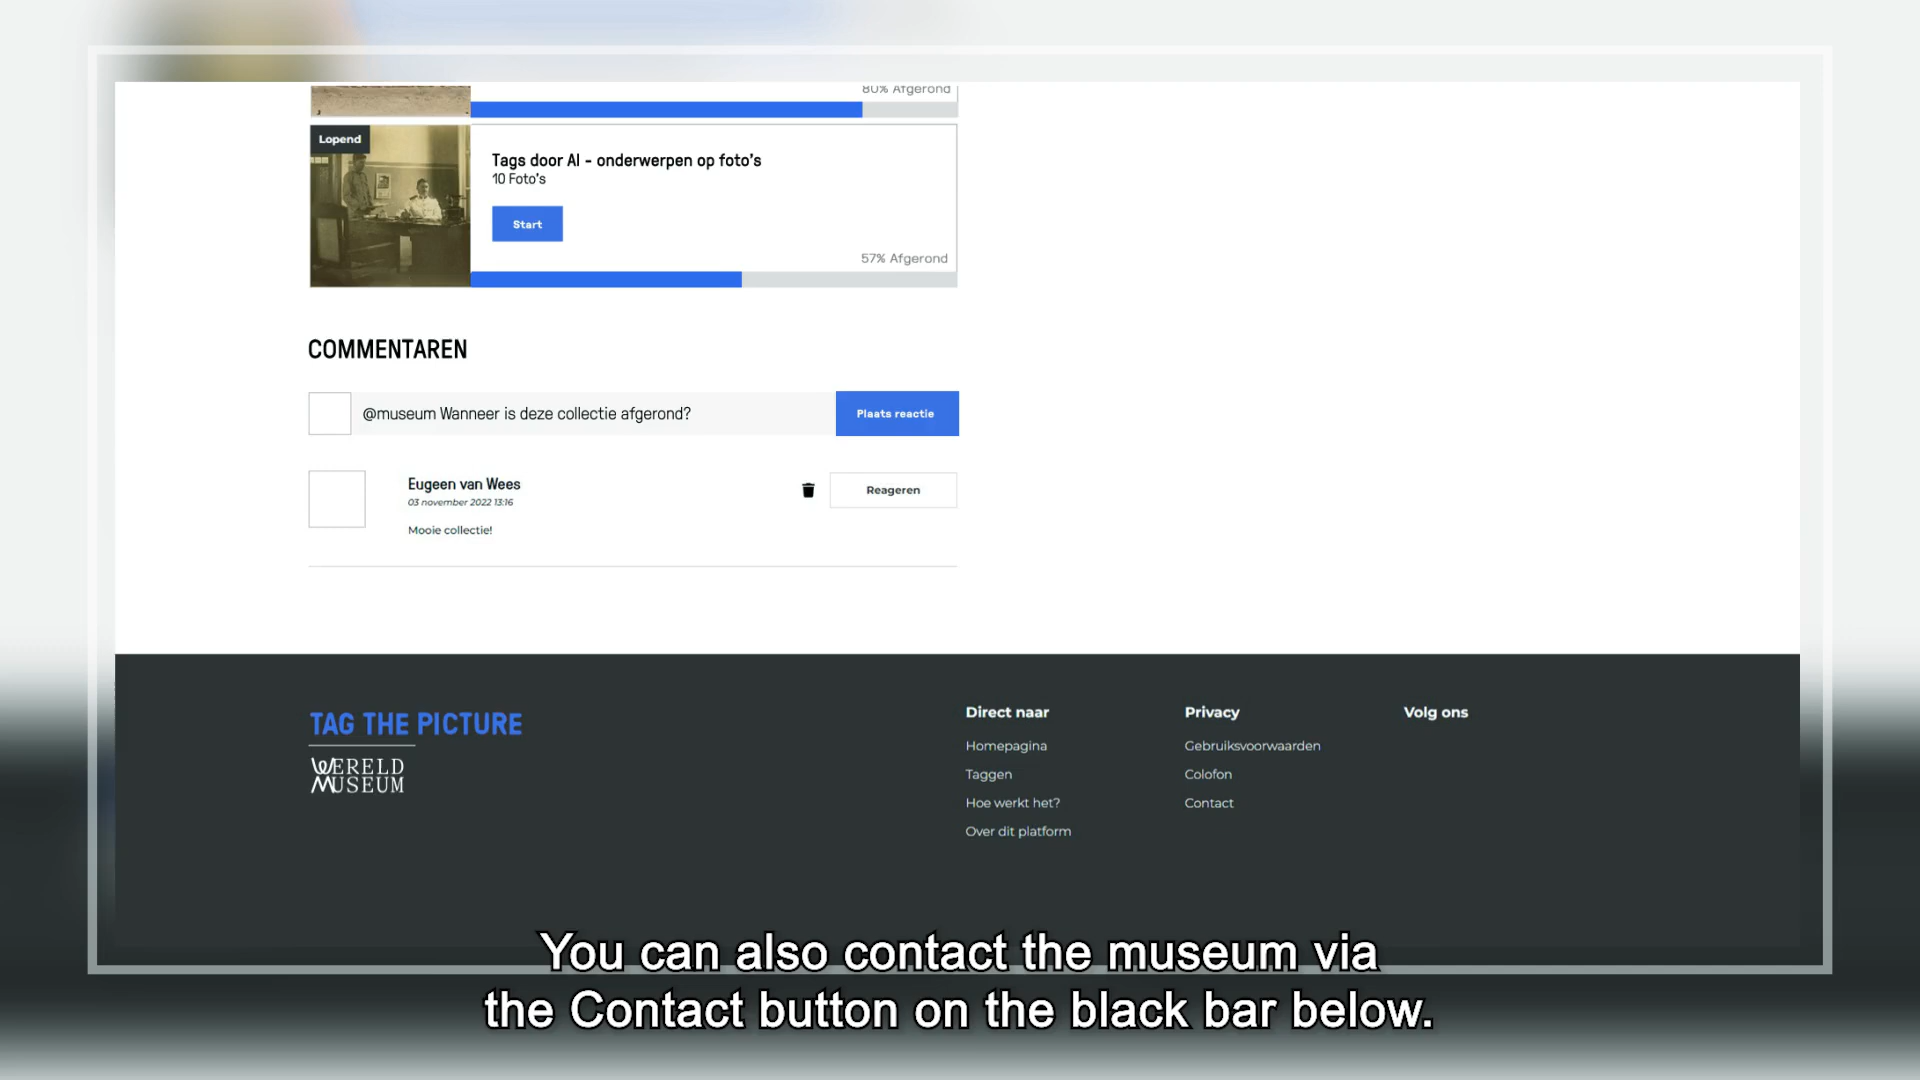 80% Afgerond
Lopend
Tags door AI - onderwerpen op foto's
10 Foto's
Start
57% Afgerond
COMMENTAREN
@museum Wanneer is deze collectie afgerond?
Plaats reactie
Eugeen van Wees
03 november 2022 13:16
Reageren
Mooie collectie!
TAG THE PICTURE
WERELD
MUSEUM
Direct naar
Homepagina
Taggen
Hoe werkt het?
Over dit platform
Privacy
Gebruiksvoorwaarden
Colofon
Contact
Volg ons
You can also contact the museum via
the Contact button on the black bar below.